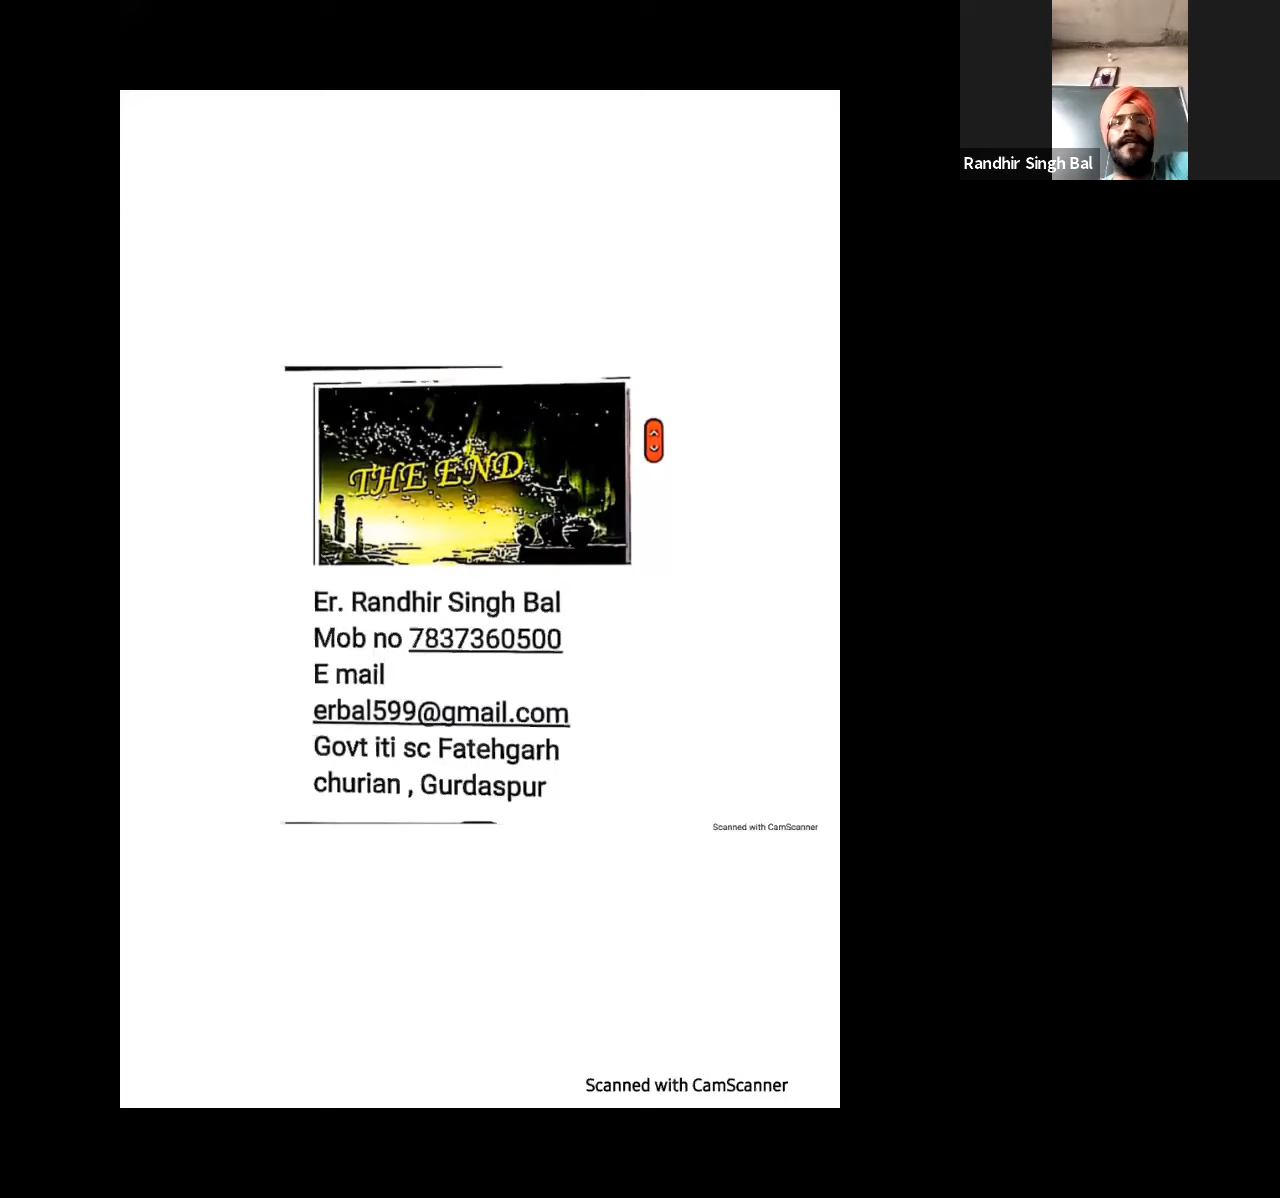 Randhir Singh Bal
THE END
Er. Randhir Singh Bal
Mob no 7837360500
E mail
erbal599@gmail.com
Govt iti sc Fatehgarh
churian , Gurdaspur
Scanned with CamScanner
Scanned with CamScanner